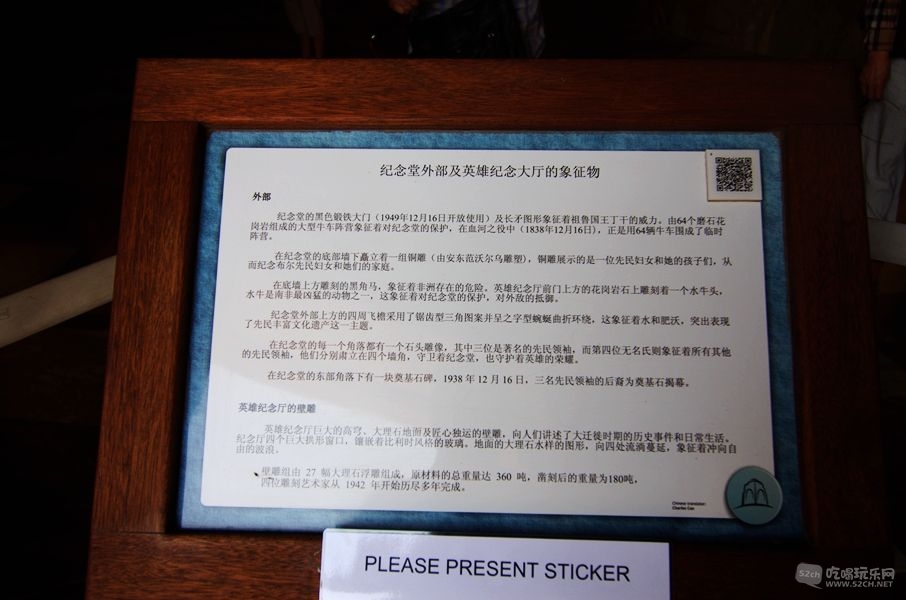 纪念堂外部及英雄纪念大厅的象征物
外部
纪念堂的黑色锻铁大门（1949年12月16日开放使用）及长矛图形象征着祖鲁国王丁干的威力。由64个磨石花
岗岩组成的大型牛车阵营象征着对纪念堂的保护，在血河之役中（1838年12月16日），正是用64辆牛车围成了临时
阵营。
在纪念堂的底部墙下矗立着一组铜雕（由安东范沃尔乌雕塑），铜雕展示的是一位先民妇女和她的孩子们，从
而纪念布尔先民妇女和她们的家庭。
在底墙上方雕刻的黑角马，象征着非洲存在的危险。英雄纪念厅前门上方的花岗岩石上雕刻着一个水牛头，
水牛是南非最凶猛的动物之一，这象征着对纪念堂的保护，对外敌的抵御。
纪念堂外部上方的四周飞檐采用了锯齿型三角图案并呈之字型蜿蜒曲折环绕，这象征着水和肥沃，突出表现
了先民丰富文化遗产这一主题。
在纪念堂的每一个角落都有一个石头雕像，其中三位是著名的先民领袖，而第四位无名氏则象征着所有其他
的先民领袖，他们分别肃立在四个墙角，守卫着纪念堂，也守护着英雄的荣耀。
在纪念堂的东部角落下有一块奠基石碑，1938 年 12 月 16 日，三名先民领袖的后裔为奠基石揭幕。
英雄纪念厅的壁雕
英雄纪念厅巨大的高穹、大理石地面及匠心独运的壁雕，向人们讲述了大迁徙时期的历史事件和日常生活。
纪念厅四个巨大拱形窗口，镶嵌着比利时风格的玻璃。地面的大理石水样的图形，向四处流淌蔓延，象征着冲向自
由的波浪。
壁雕组由 27 幅大理石浮雕组成，原材料的总重量达 360 吨，凿刻后的重量为180吨，
四位雕刻艺术家从 1942 年开始历尽多年完成。
Chinese translation:
Charlee Gao
PLEASE PRESENT STICKER
52ch 吃喝玩乐网
WWW.52CH.NET